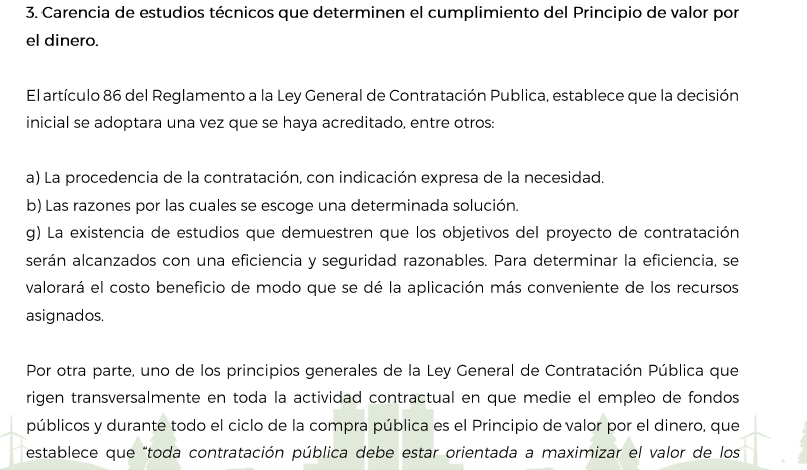 3. Carencia de estudios técnicos que determinen el cumplimiento del Principio de valor por
el dinero.
El artículo 86 del Reglamento a la Ley General de Contratación Publica, establece que la decisión
inicial se adoptara una vez que se haya acreditado, entre otros:
a) La procedencia de la contratación, con indicación expresa de la necesidad.
b) Las razones por las cuales se escoge una determinada solución.
g) La existencia de estudios que demuestren que los objetivos del proyecto de contratación
serán alcanzados con una eficiencia y seguridad razonables. Para determinar la eficiencia, se
valorará el costo beneficio de modo que se dé la aplicación más conveniente de los recursos
asignados.
Por otra parte, uno de los principios generales de la Ley General de Contratación Pública que
rigen transversalmente en toda la actividad contractual en que medie el empleo de fondos
públicos y durante todo el ciclo de la compra pública es el Principio de valor por el dinero, que
establece que “toda contratación pública debe estar orientada a maximizar el valor de los